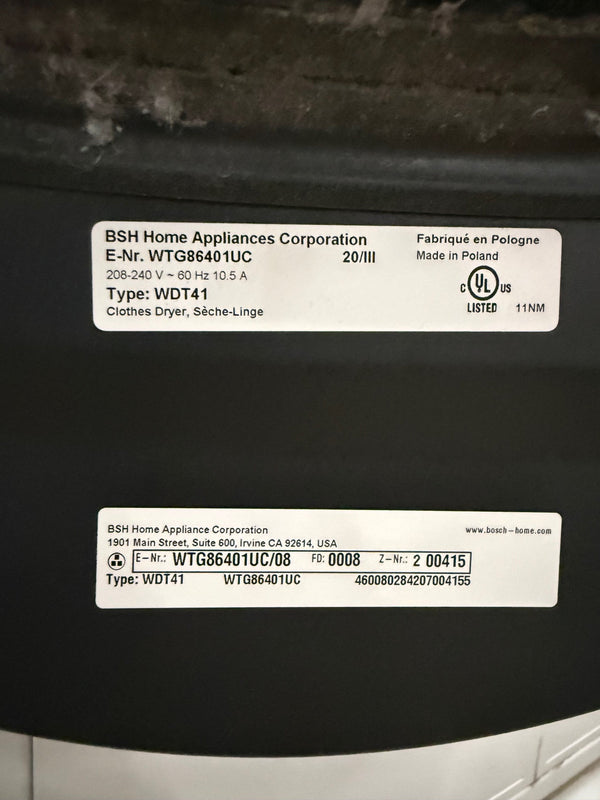 BSH Home Appliances Corporation
E-Nr. WTG86401UC 20/III
208-240 V ~ 60 Hz 10.5 A
Type: WDT41
Clothes Dryer, Sèche-Linge
Fabriqué en Pologne
Made in Poland
C UL US
LISTED 11NM
BSH Home Appliance Corporation www.bosch-home.com
1901 Main Street, Suite 600, Irvine CA 92614, USA
E-Nr.: WTG86401UC/08 FD: 0008 Z-Nr.: 2 00415
Type: WDT41 WTG86401UC 460080284207004155